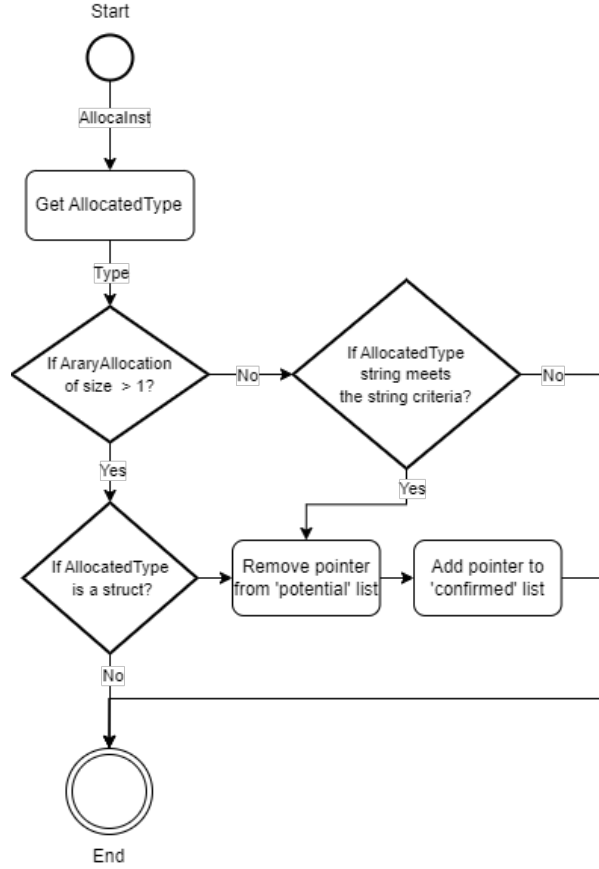 Start
AllocaInst
Get AllocatedType
Type
If AraryAllocation
of size > 1?
No
If AllocatedType
string meets
the string criteria?
No
Yes
Yes
If AllocatedType
is a struct?
Remove pointer
from 'potential' list
Add pointer to
'confirmed' list
No
End